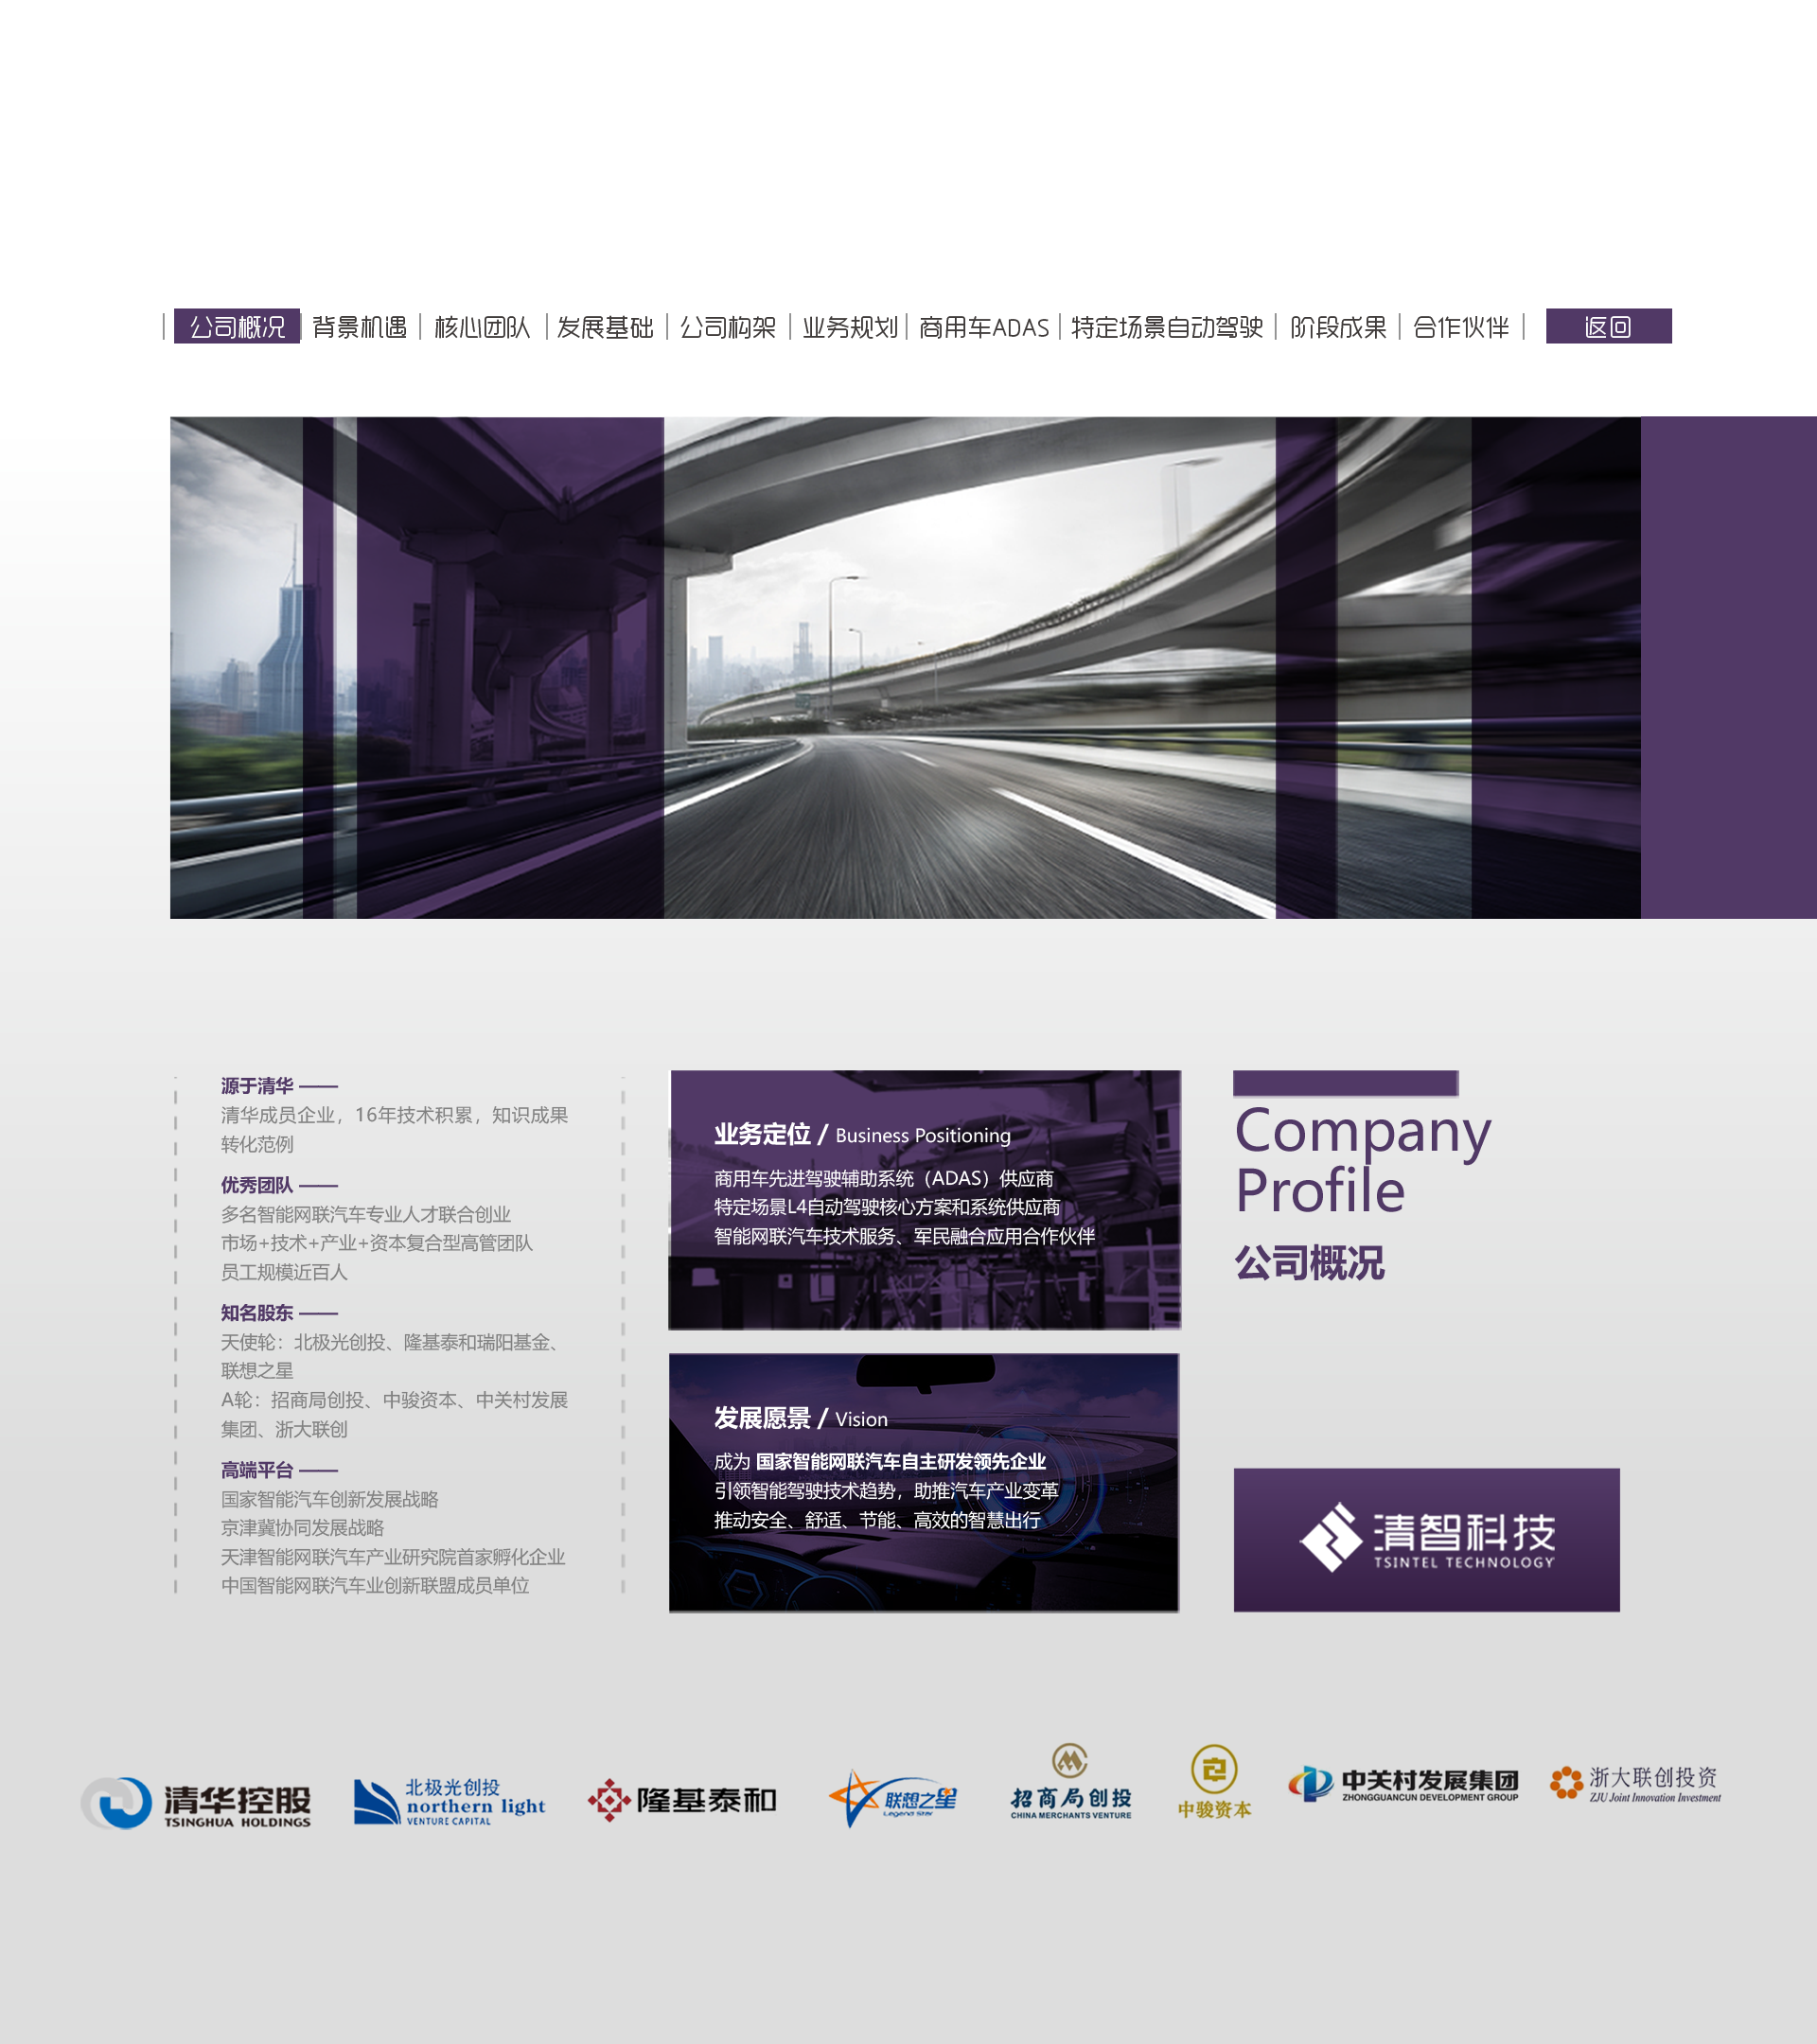 公司概况
背景机遇
核心团队
发展基础
公司构架
业务规划
商用车ADAS
特定场景自动驾驶
阶段成果
合作伙伴
返回
源于清华 ——
清华成员企业，16年技术积累，知识成果
转化范例
优秀团队 ——
多名智能网联汽车专业人才联合创业
市场+技术+产业+资本复合型高管团队
员工规模近百人
知名股东 ——
天使轮：北极光创投、隆基泰和瑞阳基金、
联想之星
A轮：招商局创投、中骏资本、中关村发展
集团、浙大联创
高端平台 ——
国家智能汽车创新发展战略
京津冀协同发展战略
天津智能网联汽车产业研究院首家孵化企业
中国智能网联汽车业创新联盟成员单位
业务定位 / Business Positioning
商用车先进驾驶辅助系统（ADAS）供应商
特定场景L4自动驾驶核心方案和系统供应商
智能网联汽车技术服务、军民融合应用合作伙伴
发展愿景 / Vision
成为 国家智能网联汽车自主研发领先企业
引领智能驾驶技术趋势，助推汽车产业变革
推动安全、舒适、节能、高效的智慧出行
Company
Profile
公司概况
清智科技
TSINTEL TECHNOLOGY
清华控股
TSINGHUA HOLDINGS
北极光创投
northern light
VENTURE CAPITAL
隆基泰和
联想之星
Legend Star
招商局创投
CHINA MERCHANTS VENTURE
中骏资本
中关村发展集团
ZHONGGUANCUN DEVELOPMENT GROUP
浙大联创投资
ZJU Joint Innovation Investment